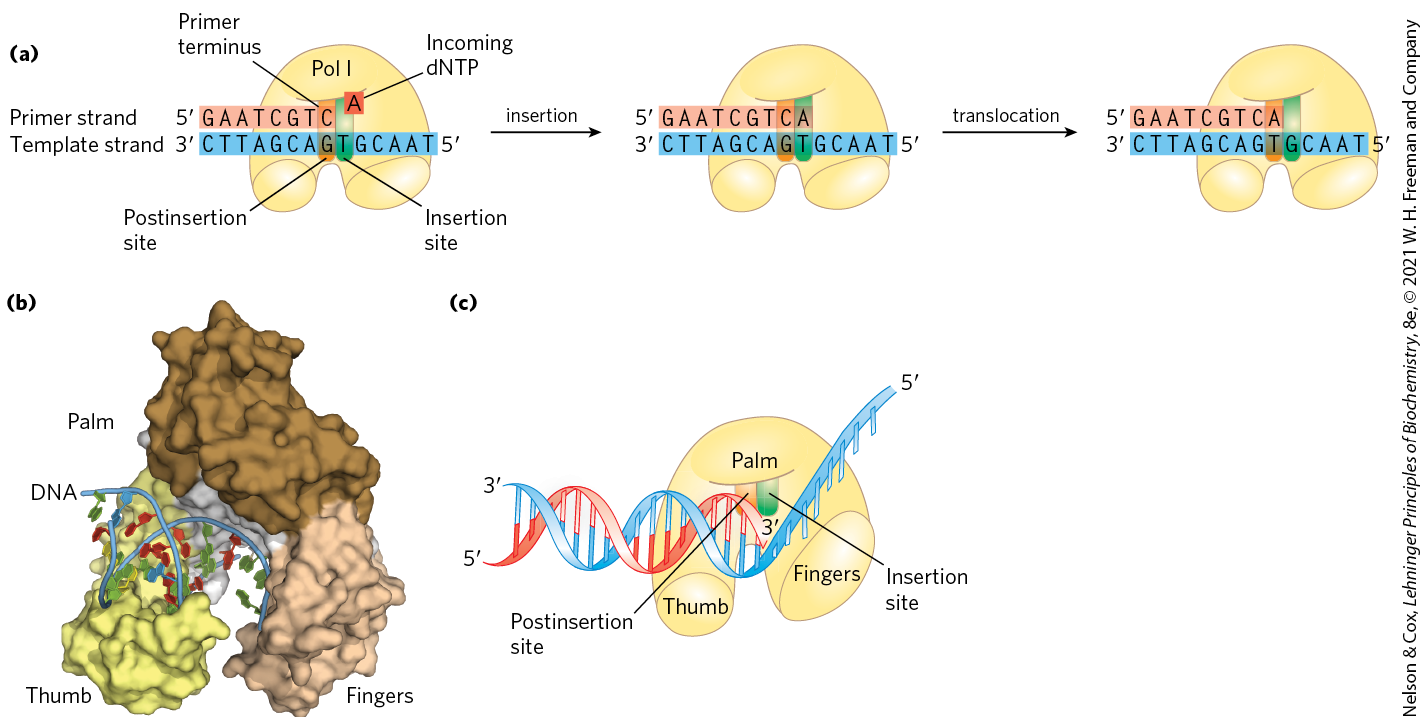 (a)
Primer
terminus
Pol I
Incoming
dNTP
A
Primer strand 5′ GAATCGTC
Template strand 3′ CTTAGCAGTGCAAT 5′
Postinsertion
site
Insertion
site
insertion
5′ GAATCGTCA
3′ CTTAGCAGTGCAAT 5′
translocation
5′ GAATCGTCA
3′ CTTAGCAGTGCAAT 5′
(b)
Palm
DNA
Thumb
Fingers
(c)
5′
Palm
3′
3′
5′
Fingers
Thumb
Insertion
site
Postinsertion
site
Nelson & Cox, Lehninger Principles of Biochemistry, 8e, © 2021 W. H. Freeman and Company